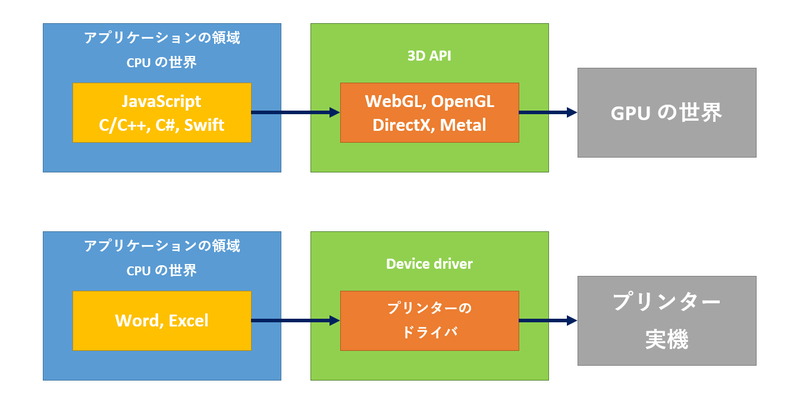 アプリケーションの領域
CPU の世界
JavaScript
C/C++, C#, Swift
3D API
WebGL, OpenGL
DirectX, Metal
GPU の世界
アプリケーションの領域
CPU の世界
Word, Excel
Device driver
プリンターの
ドライバ
プリンター
実機